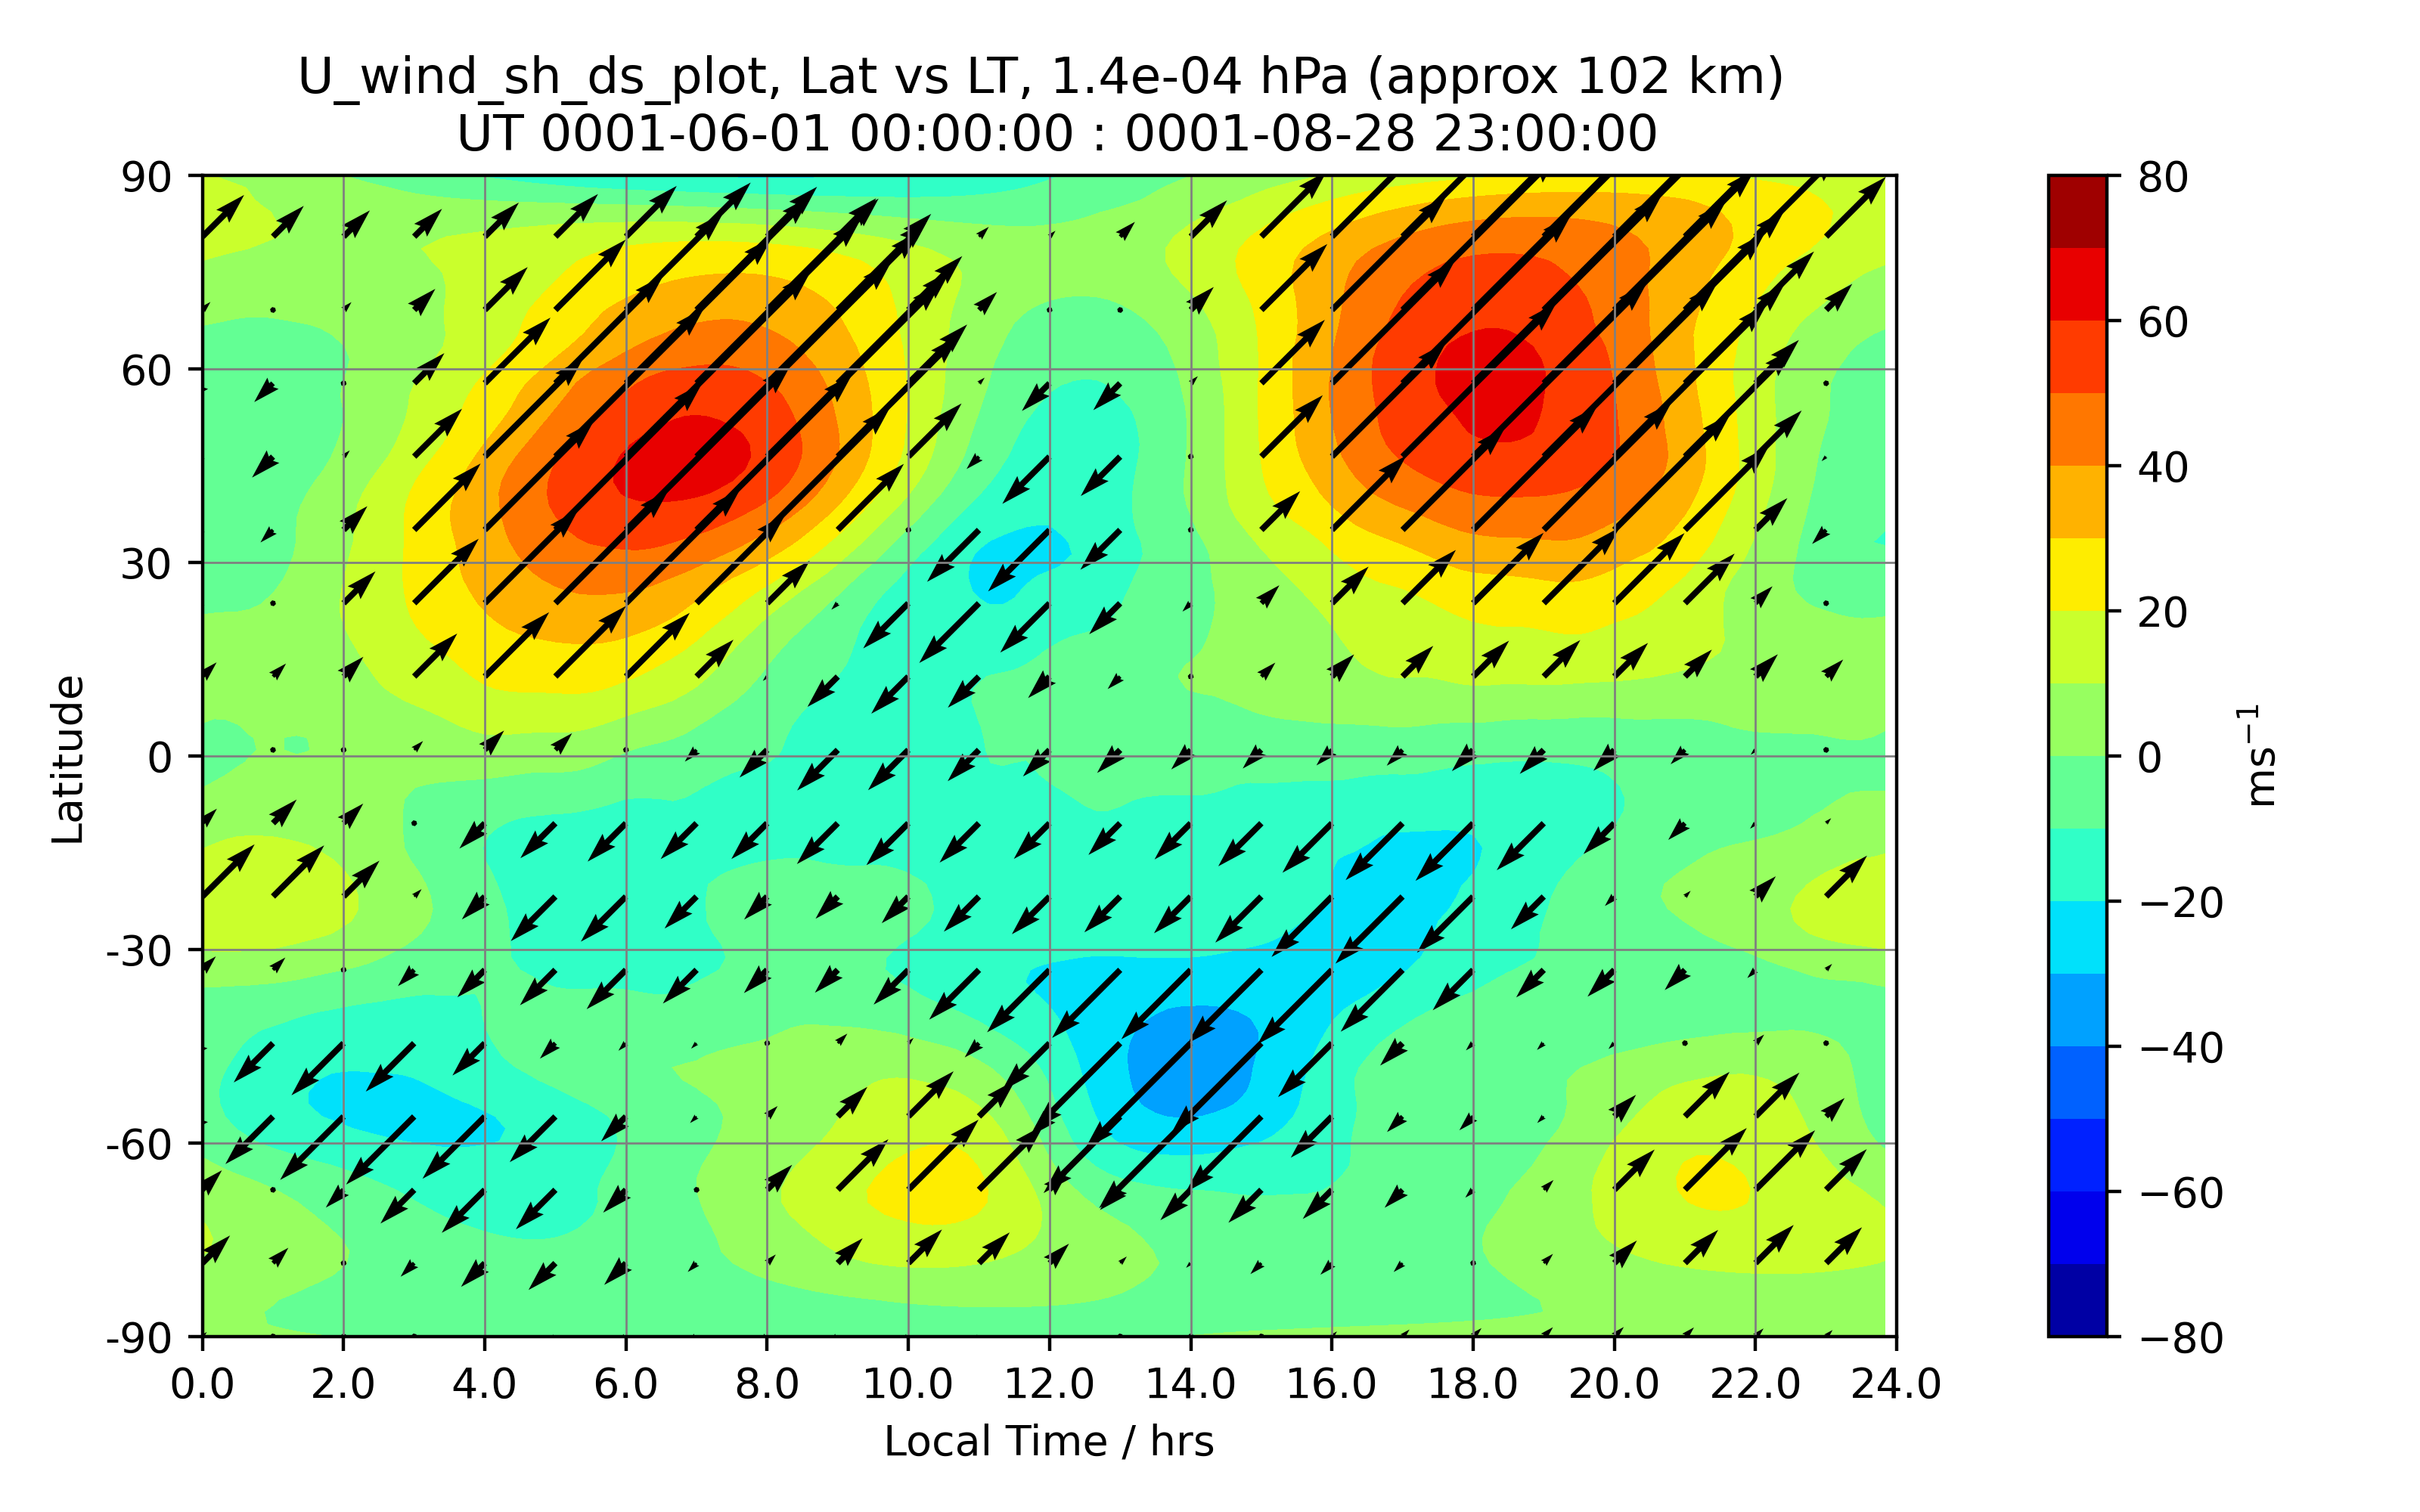 U_wind_sh_ds_plot, Lat vs LT, 1.4e-04 hPa (approx 102 km)
UT 0001-06-01 00:00:00 : 0001-08-28 23:00:00
90
60
30
0
-30
-60
-90
Latitude
0.0 2.0 4.0 6.0 8.0 10.0 12.0 14.0 16.0 18.0 20.0 22.0 24.0
Local Time / hrs
80
60
40
20
0
−20
−40
−60
−80
ms⁻¹